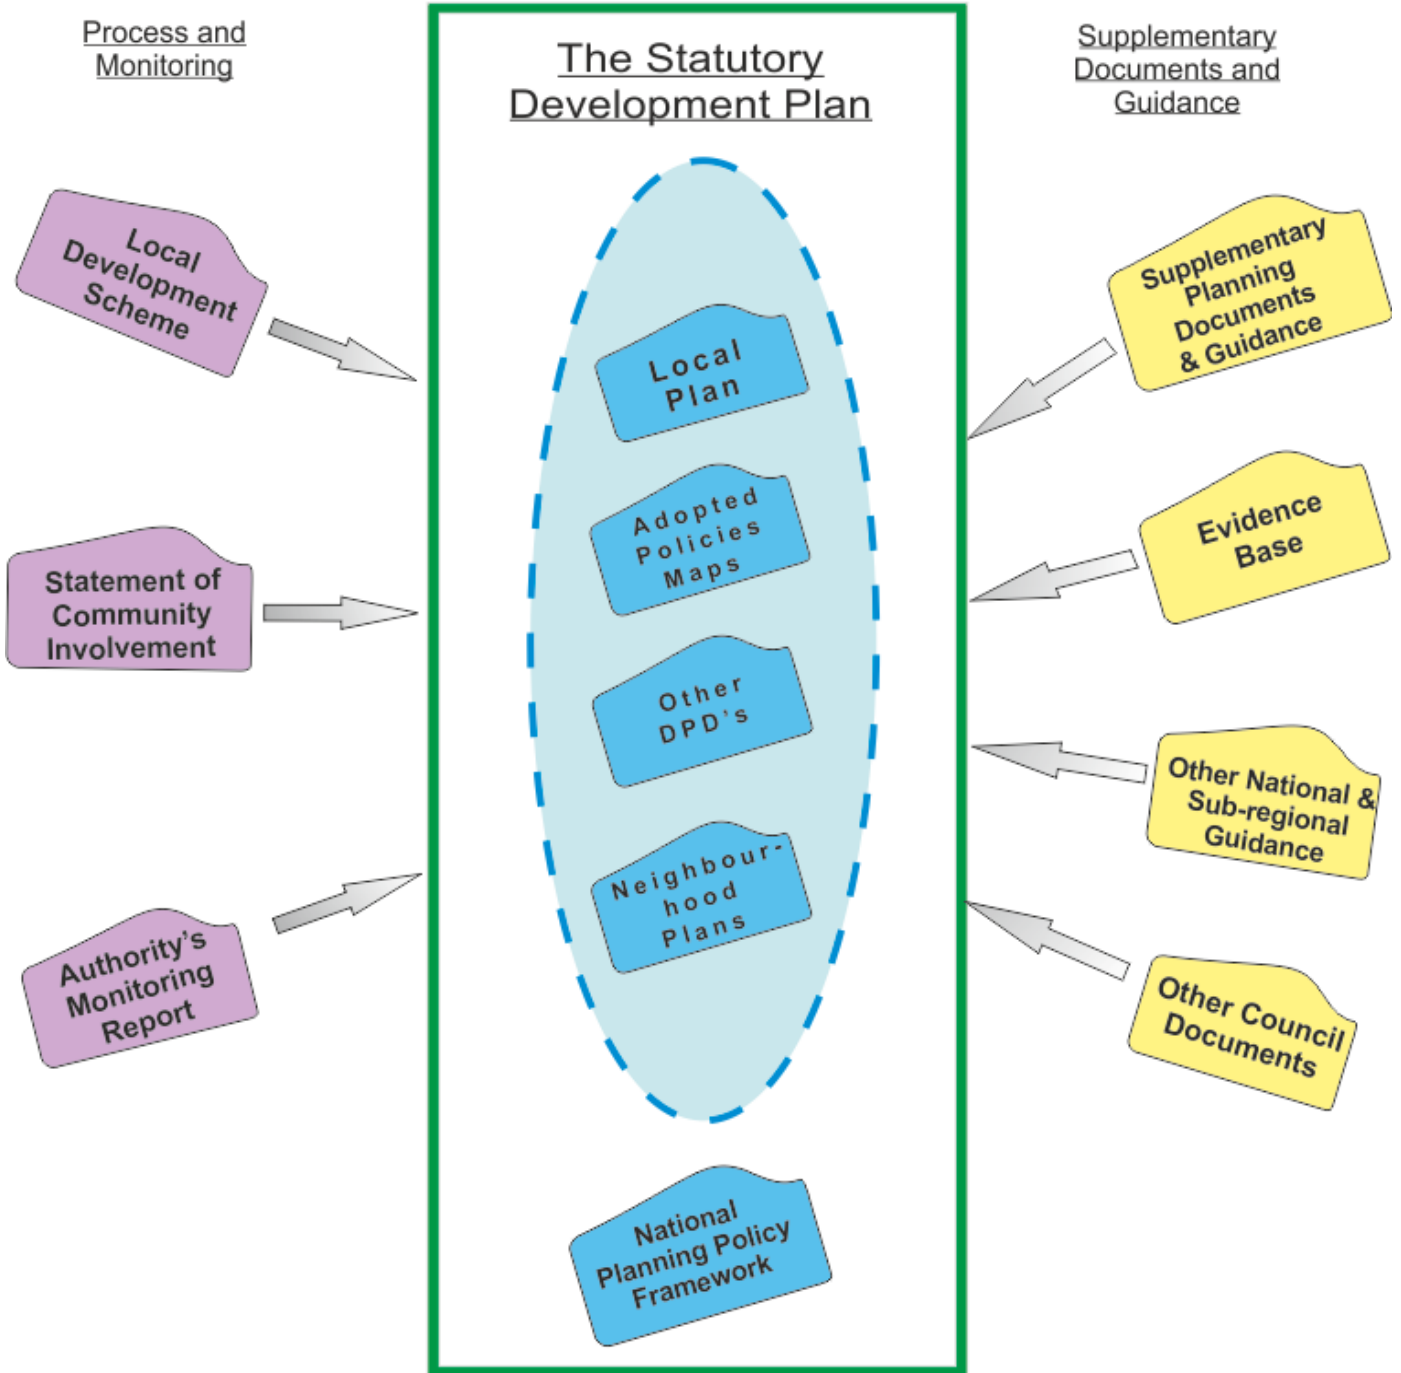 Process and
Monitoring
Local
Development
Scheme
Statement of
Community
Involvement
Authority’s
Monitoring
Report
The Statutory
Development Plan
Local
Plan
Adopted
Policies
Maps
Other
DPD’s
Neighbour-
hood
Plans
National
Planning Policy
Framework
Supplementary
Documents and
Guidance
Supplementary
Planning
Documents
& Guidance
Evidence
Base
Other National &
Sub-regional
Guidance
Other Council
Documents